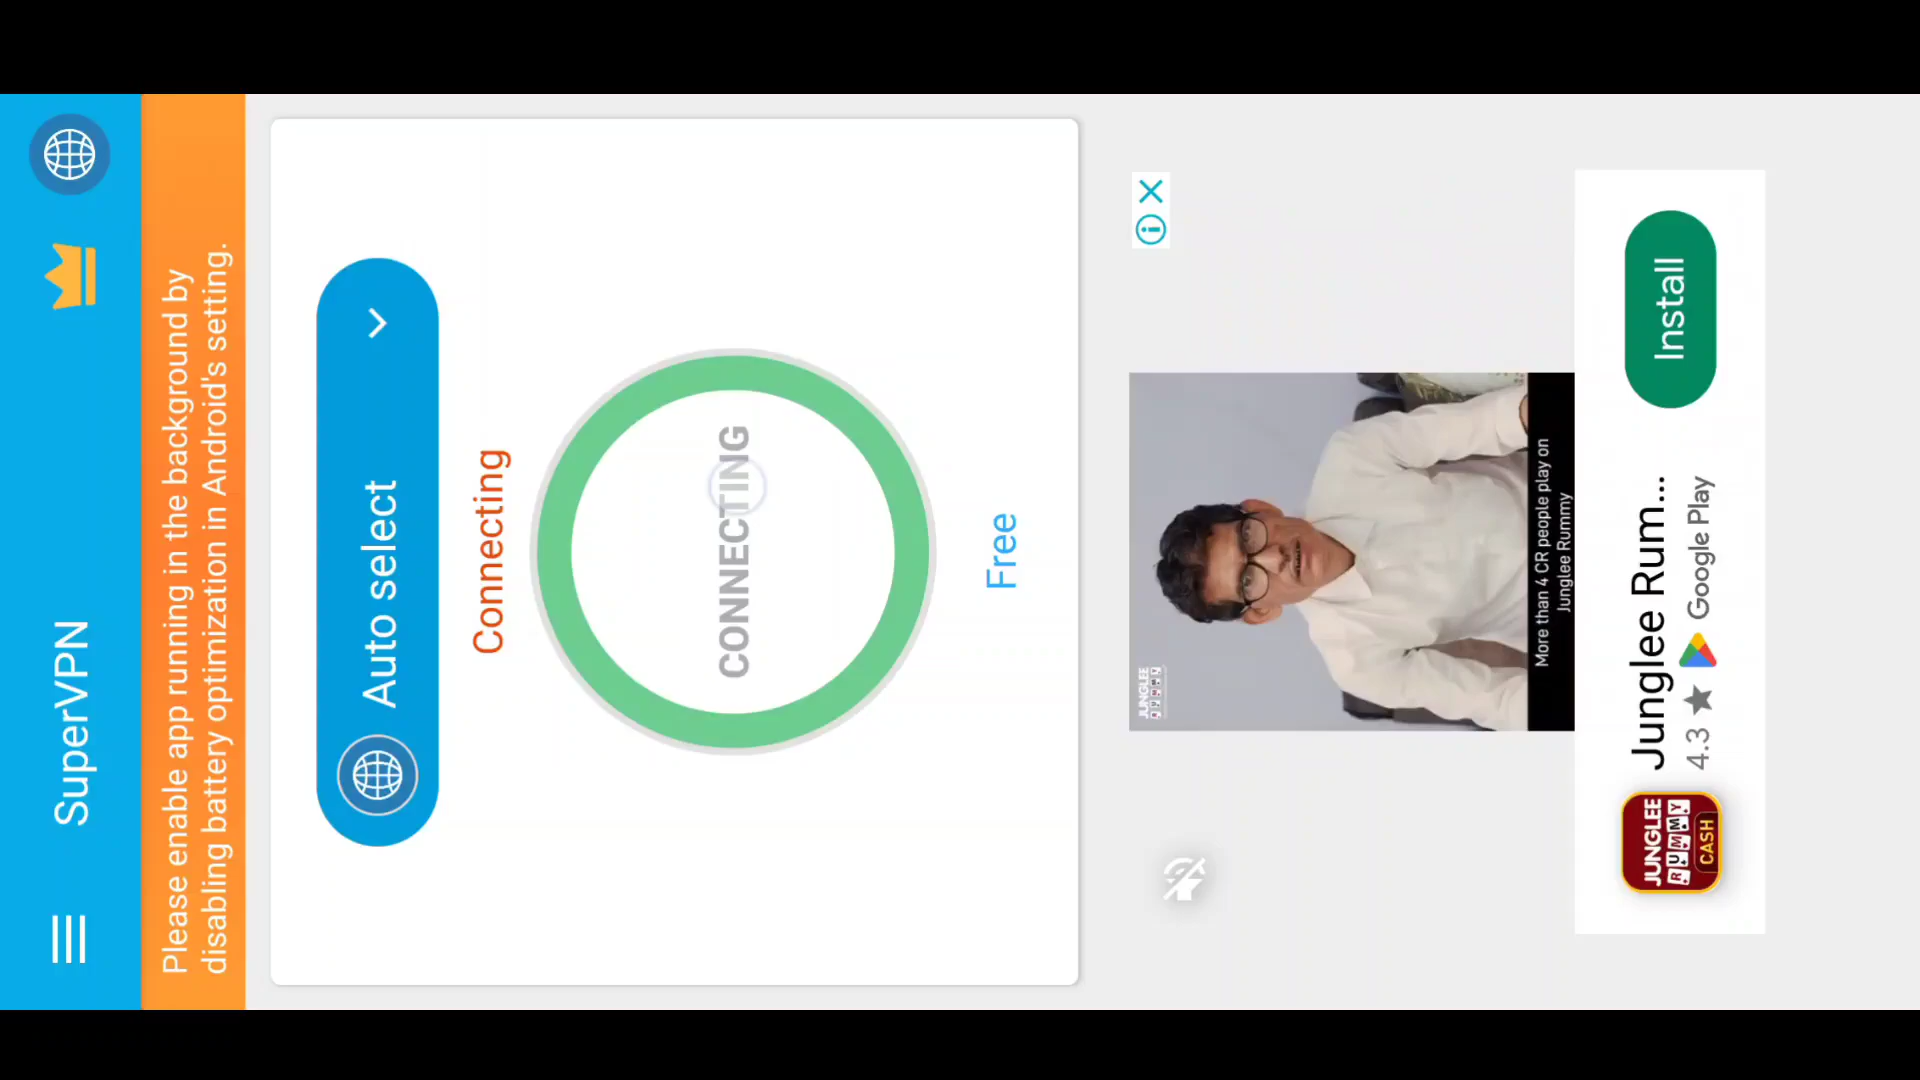 SuperVPN
Please enable app running in the background by
disabling battery optimization in Android's setting.
Auto select
Connecting
CONNECTING
Free
JUNGLEE
RUMMY
More than 4 CR people play on
Junglee Rummy
Junglee Rum...
4.3 ★ Google Play
Install
JUNGLEE
RUMMY
CASH